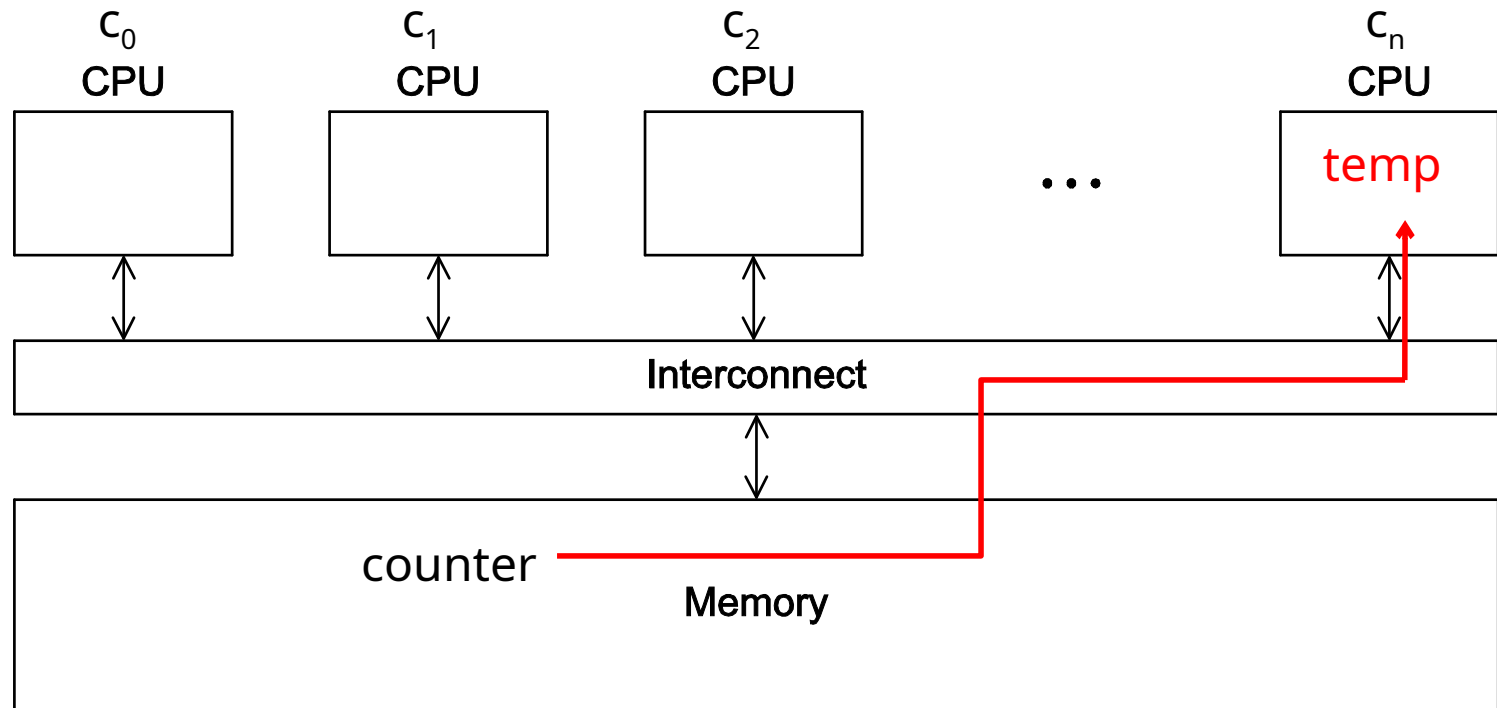 c₀ c₁ c₂ cₙ
CPU CPU CPU CPU
temp
...
Interconnect
counter
Memory